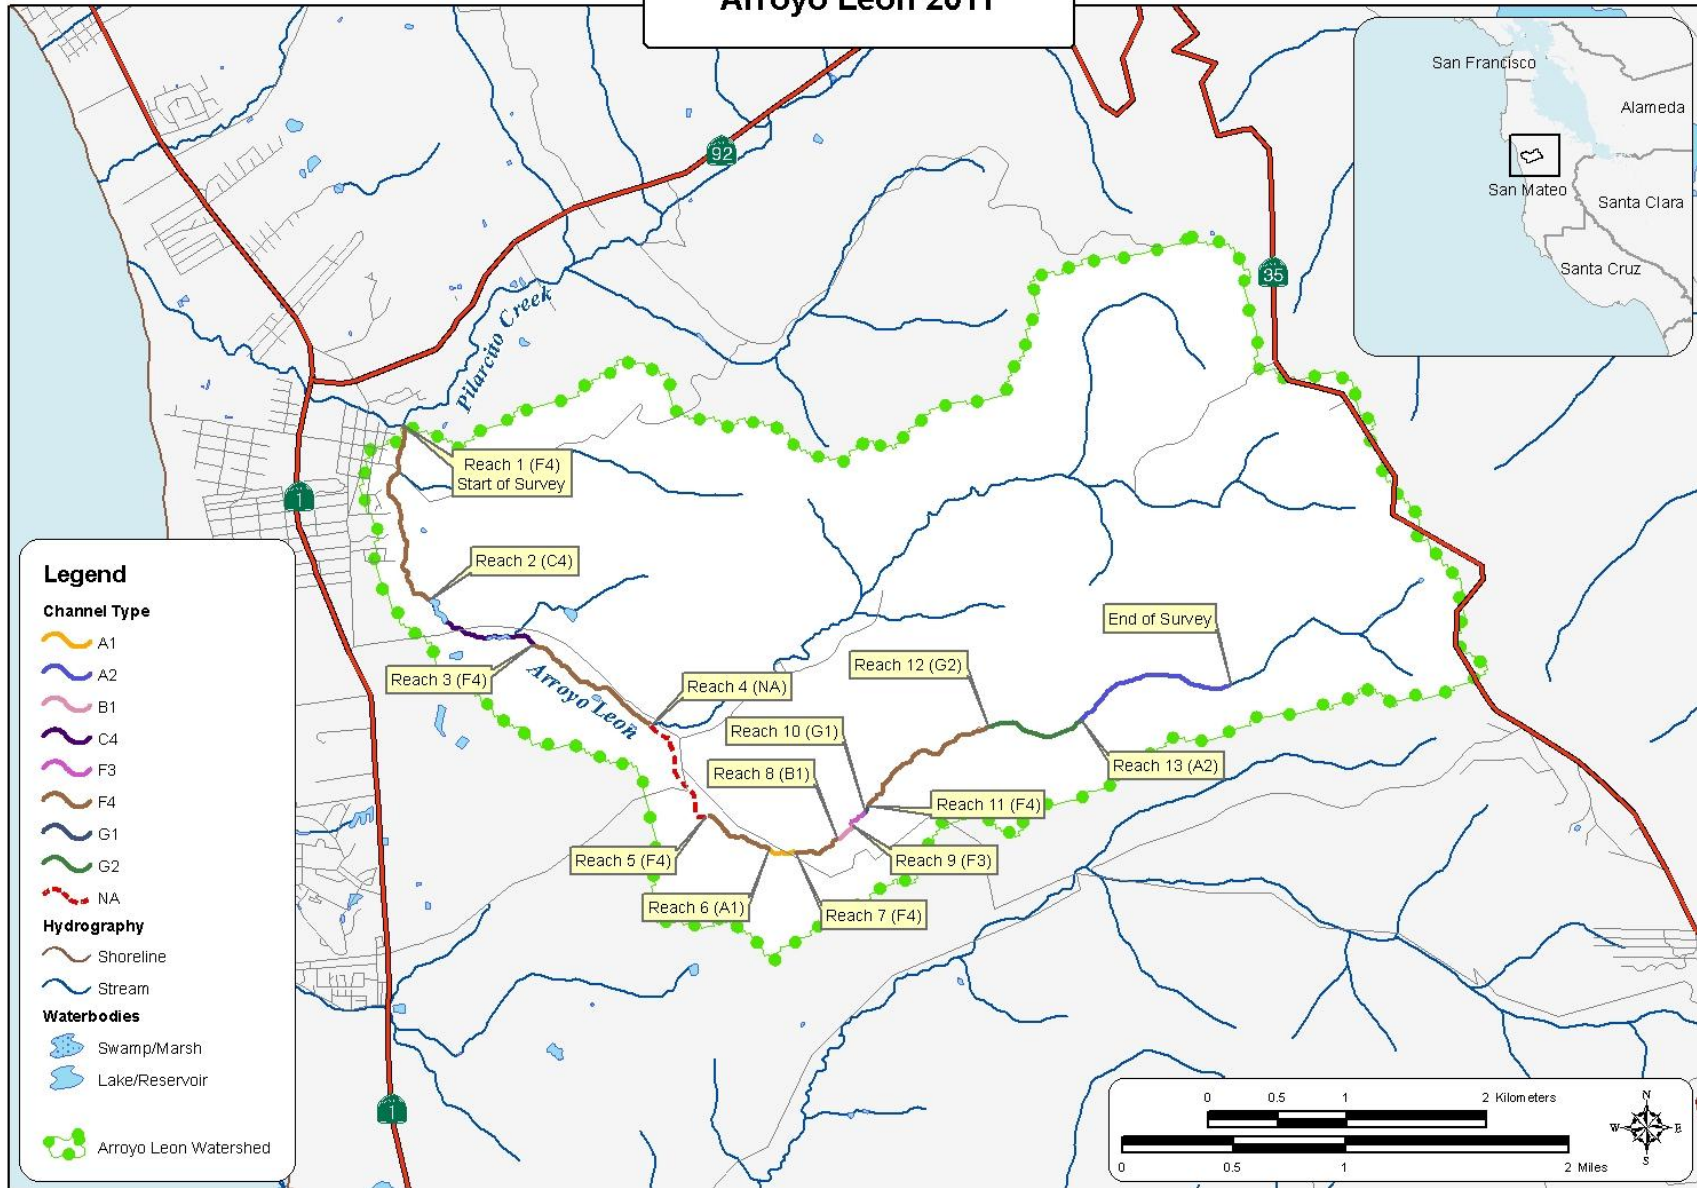 Arroyo Leon 2011
San Francisco
Alameda
San Mateo
Santa Clara
Santa Cruz
92
35
1
1
Pilarcito Creek
Arroyo Leon
Reach 1 (F4)
Start of Survey
Reach 2 (C4)
Reach 3 (F4)
Reach 4 (NA)
Reach 5 (F4)
Reach 6 (A1)
Reach 7 (F4)
Reach 8 (B1)
Reach 9 (F3)
Reach 10 (G1)
Reach 11 (F4)
Reach 12 (G2)
Reach 13 (A2)
End of Survey
Legend
Channel Type
A1
A2
B1
C4
F3
F4
G1
G2
NA
Hydrography
Shoreline
Stream
Waterbodies
Swamp/Marsh
Lake/Reservoir
Arroyo Leon Watershed
0 0.5 1 2 Kilometers
0 0.5 1 2 Miles
N
W E
S